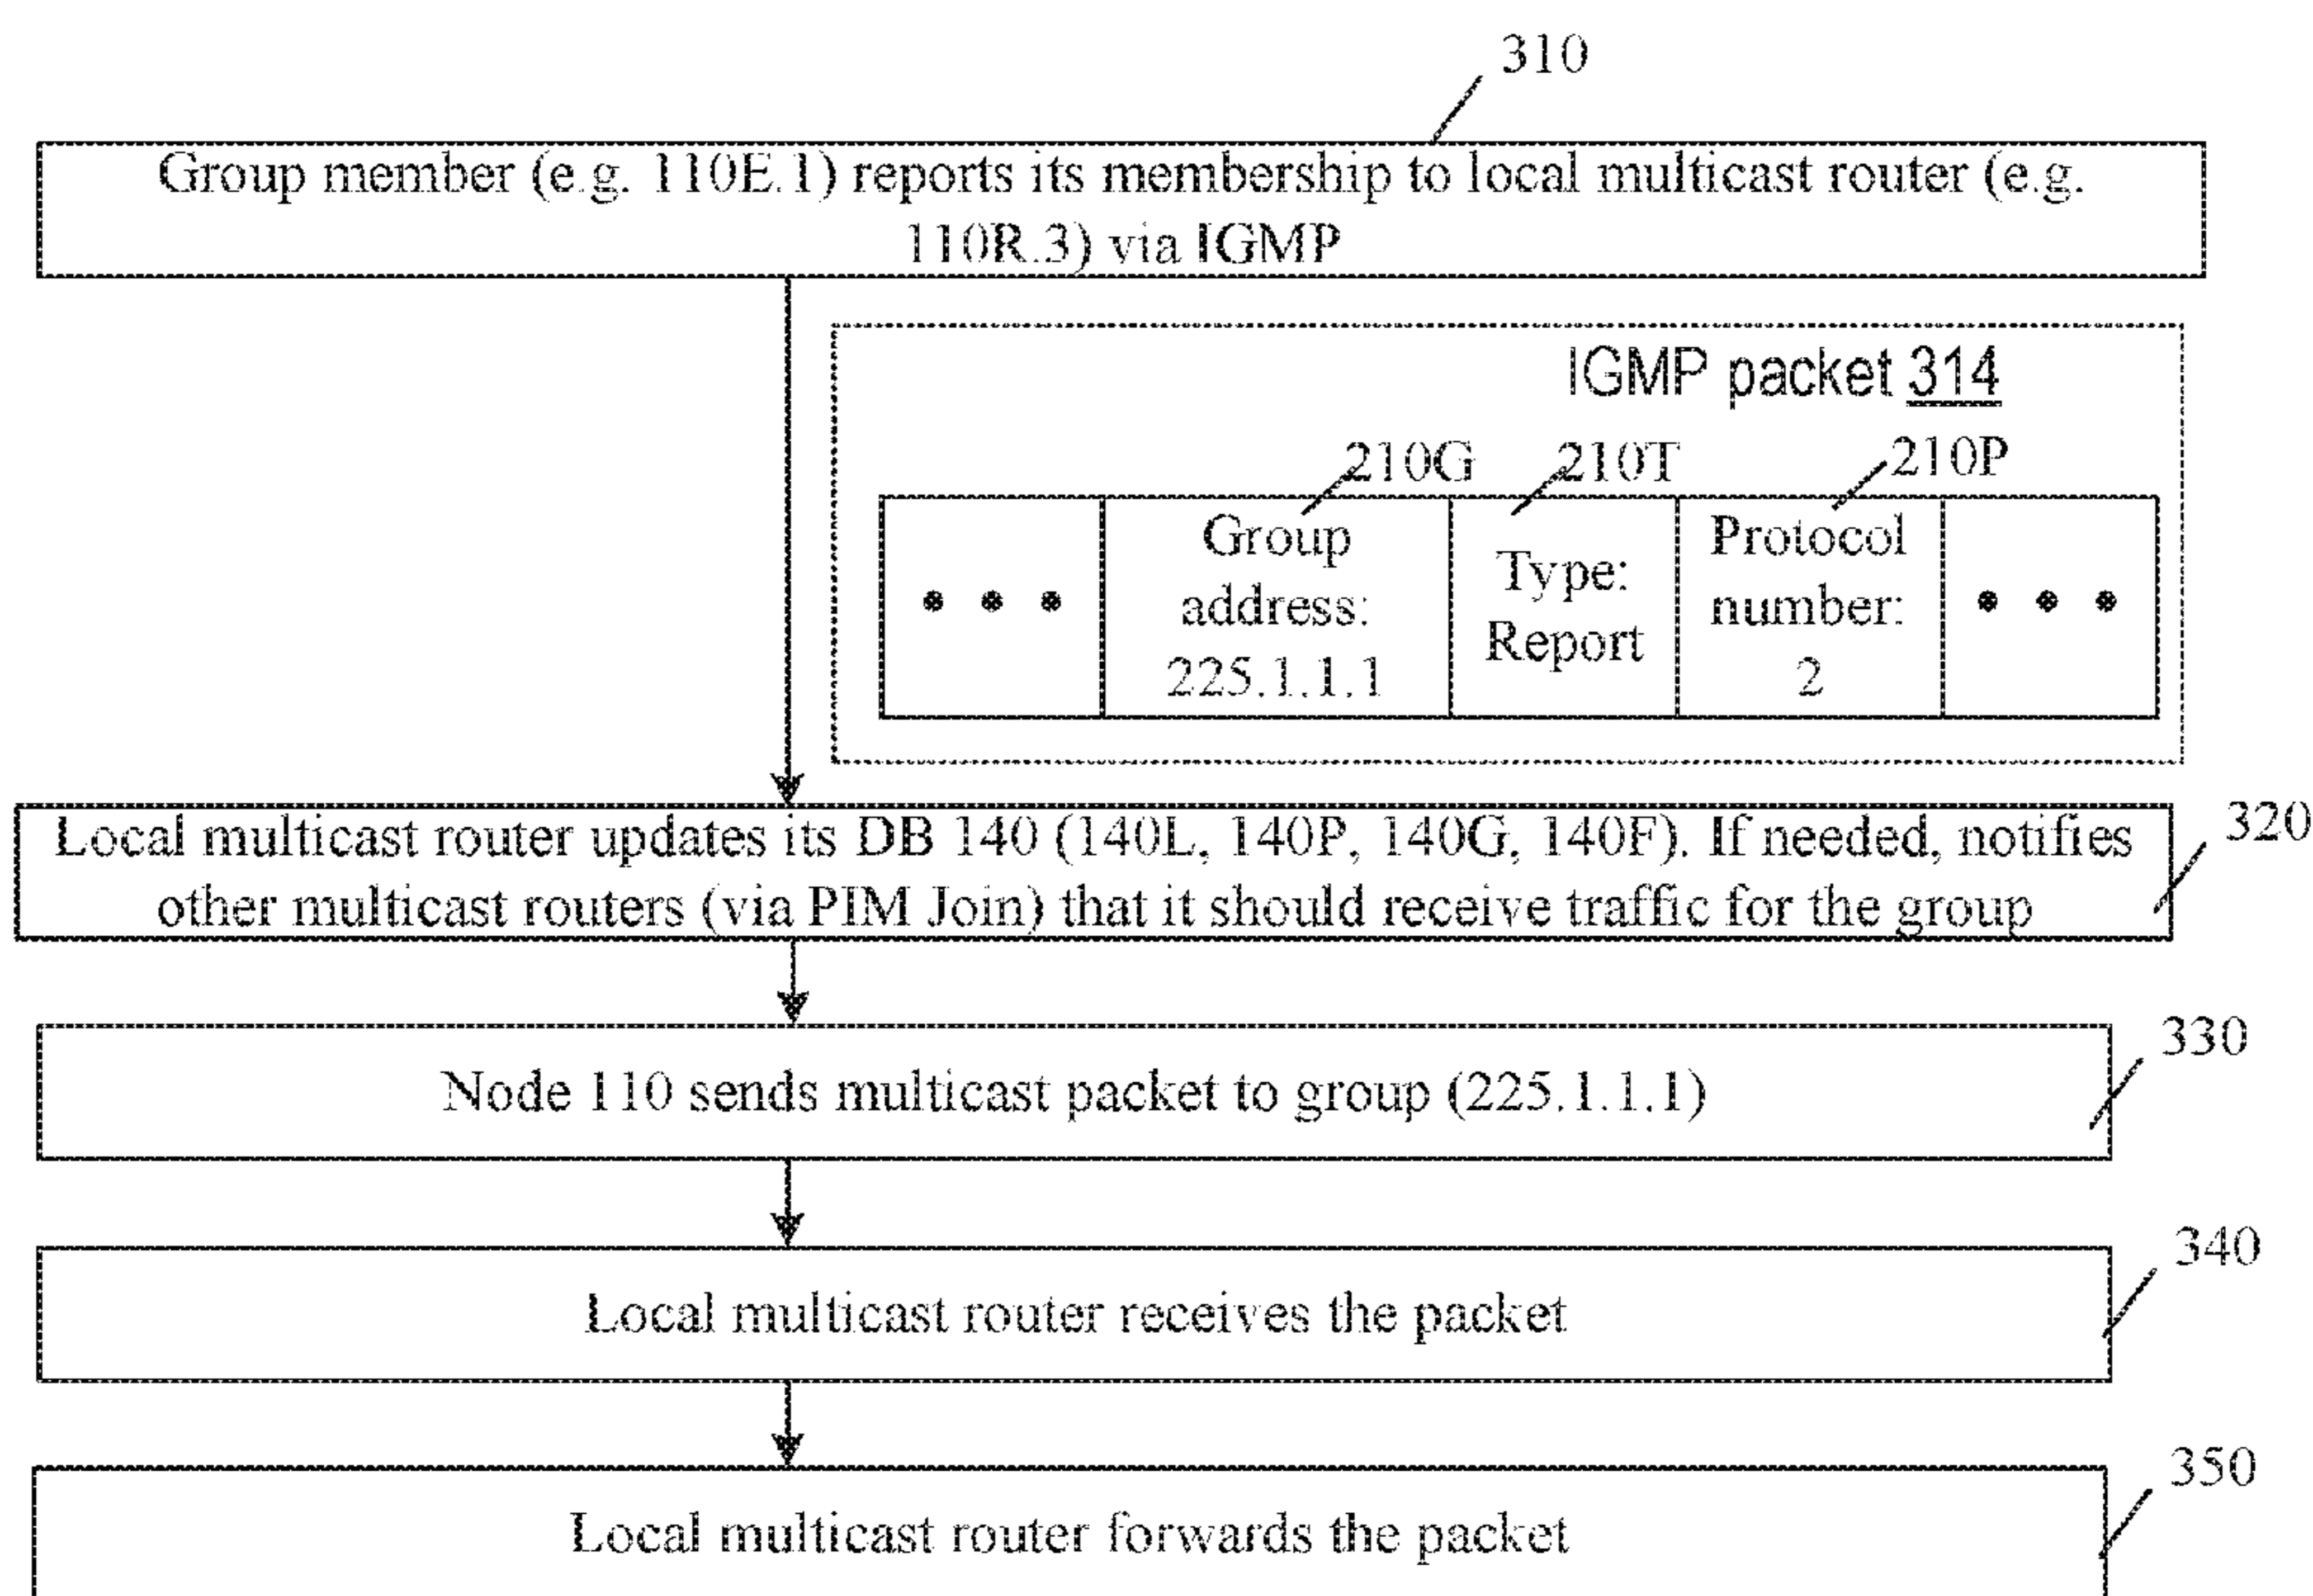 310
Group member (e.g. 110E.1) reports its membership to local multicast router (e.g.
110R.3) via IGMP
IGMP packet 314
210G 210T 210P
Group
address:
225.1.1.1
Type:
Report
Protocol
number:
2
320
Local multicast router updates its DB 140 (140L, 140P, 140G, 140F). If needed, notifies
other multicast routers (via PIM Join) that it should receive traffic for the group
330
Node 110 sends multicast packet to group (225.1.1.1)
340
Local multicast router receives the packet
350
Local multicast router forwards the packet